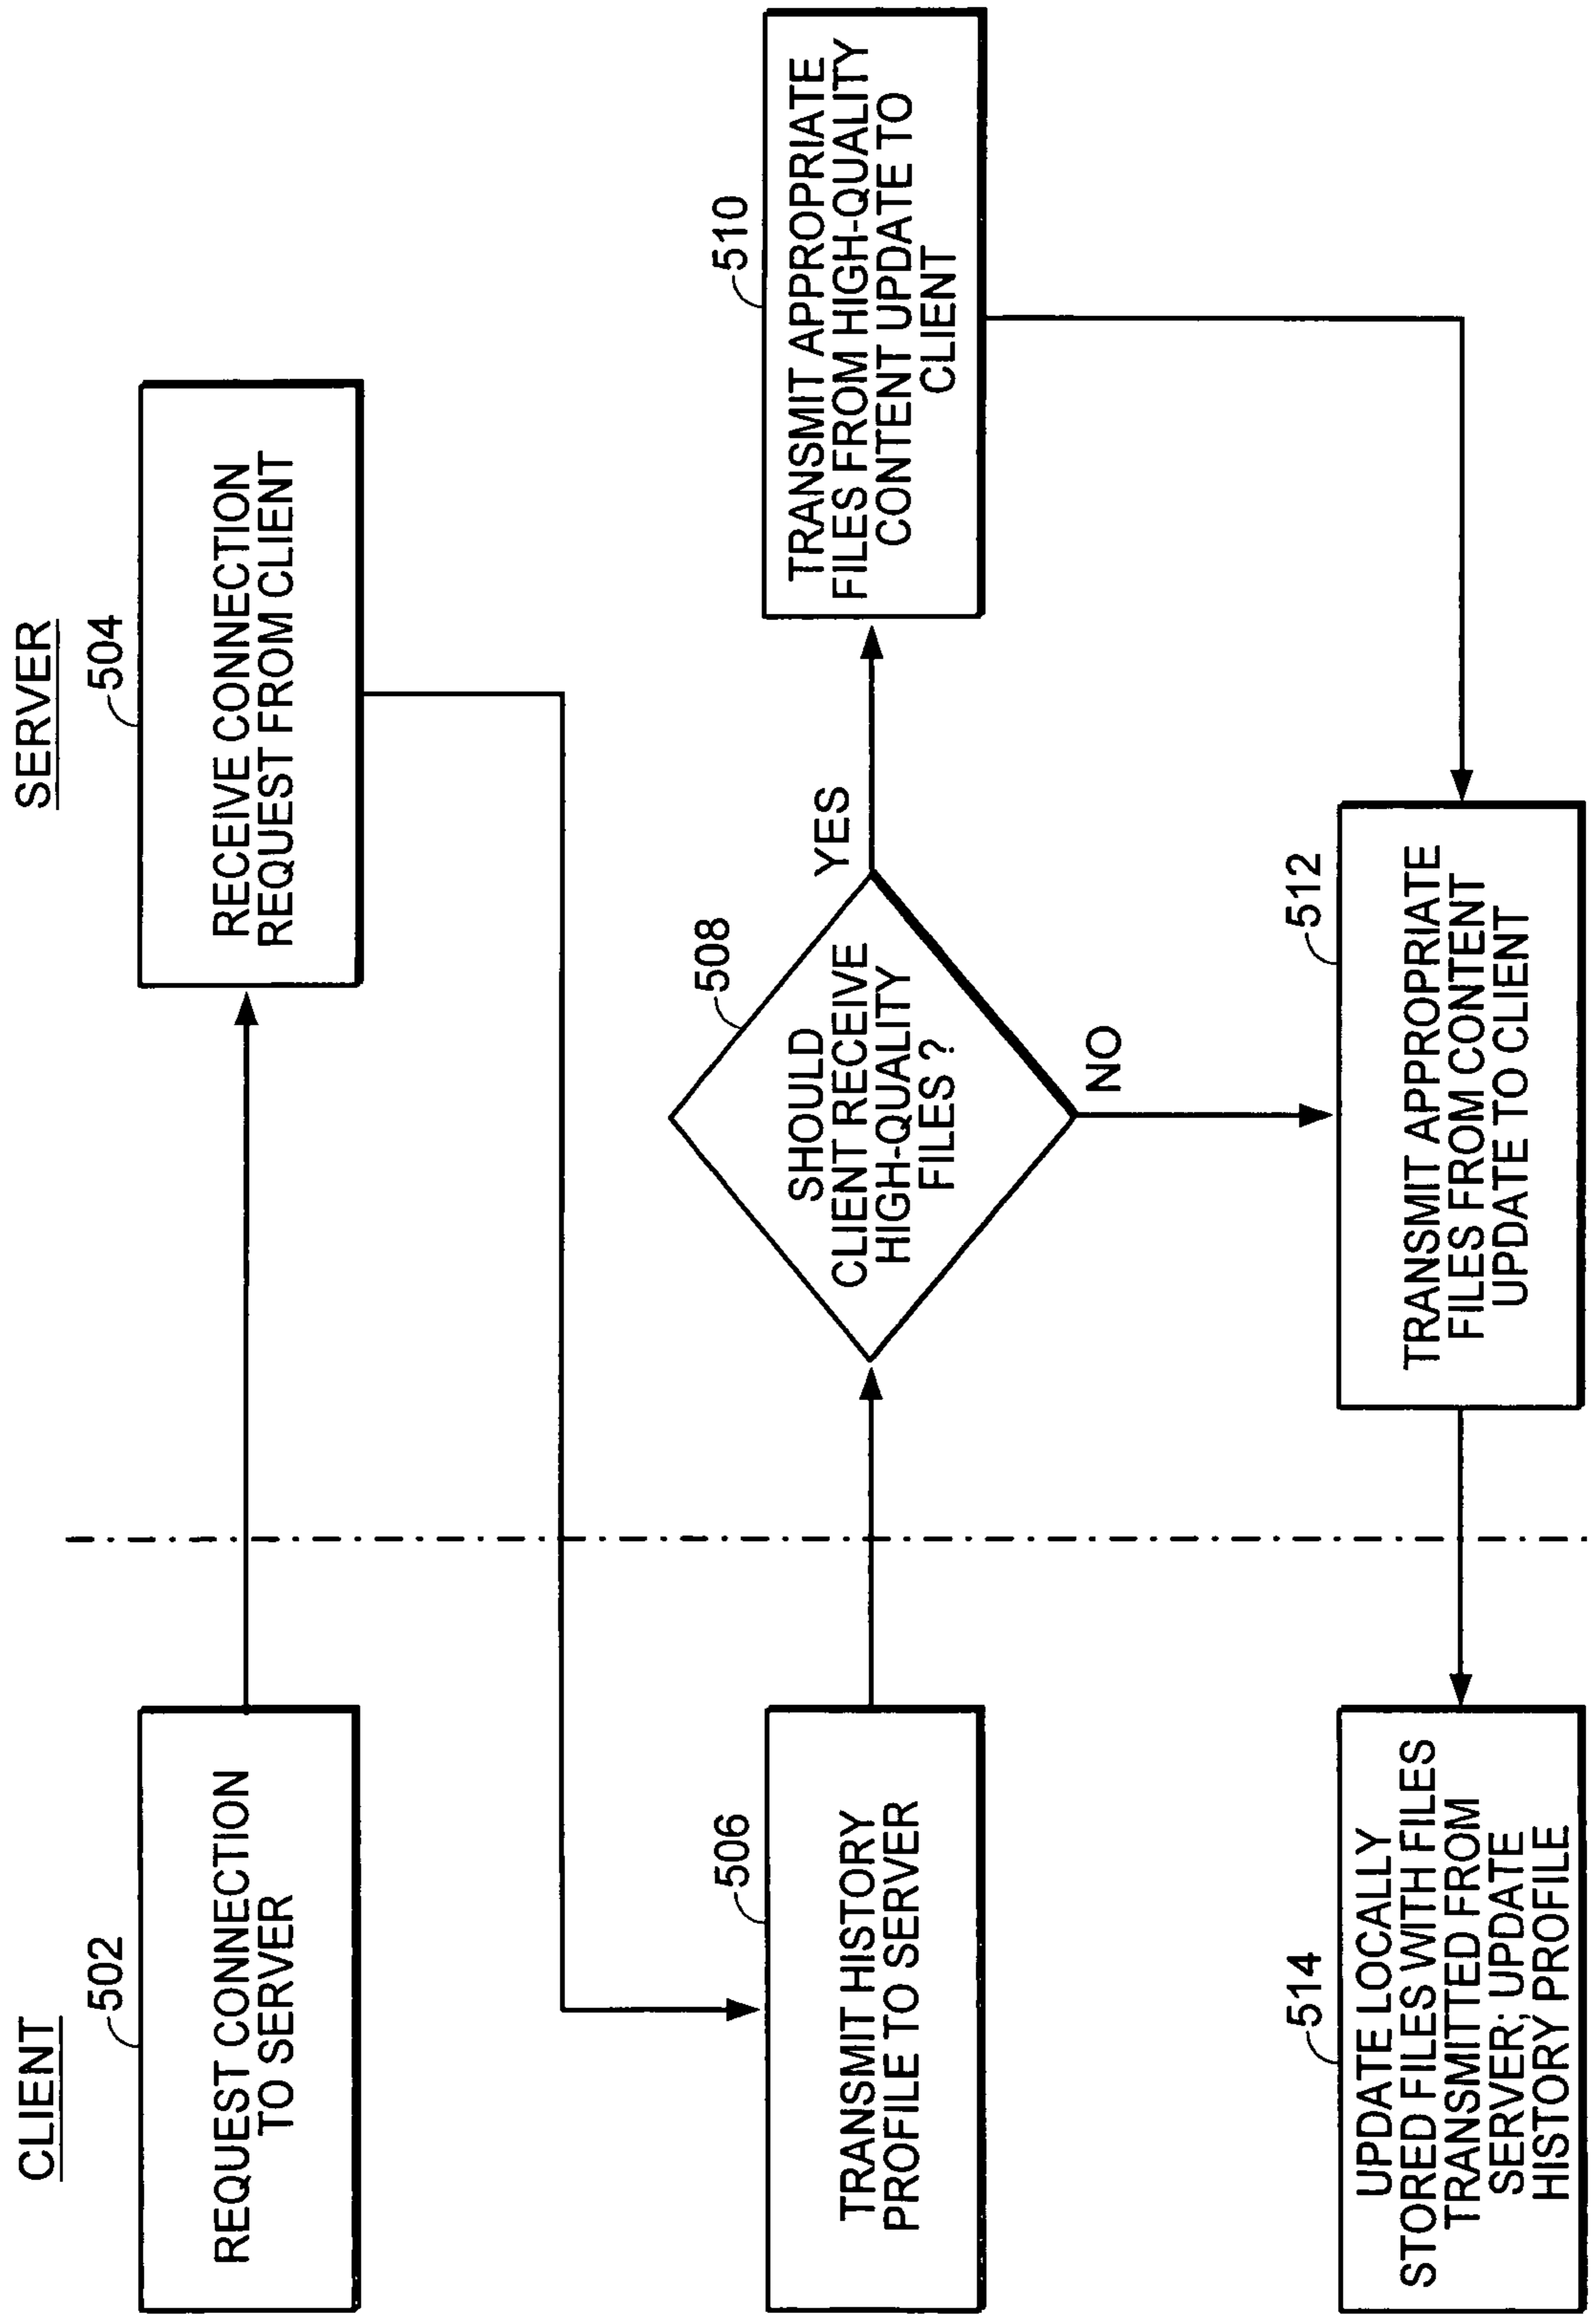 CLIENT
SERVER
502
REQUEST CONNECTION
TO SERVER
504
RECEIVE CONNECTION
REQUEST FROM CLIENT
506
TRANSMIT HISTORY
PROFILE TO SERVER
508
SHOULD
CLIENT RECEIVE
HIGH-QUALITY
FILES ?
YES
NO
510
TRANSMIT APPROPRIATE
FILES FROM HIGH-QUALITY
CONTENT UPDATE TO
CLIENT
512
TRANSMIT APPROPRIATE
FILES FROM CONTENT
UPDATE TO CLIENT
514
UPDATE LOCALLY
STORED FILES WITH FILES
TRANSMITTED FROM
SERVER; UPDATE
HISTORY PROFILE